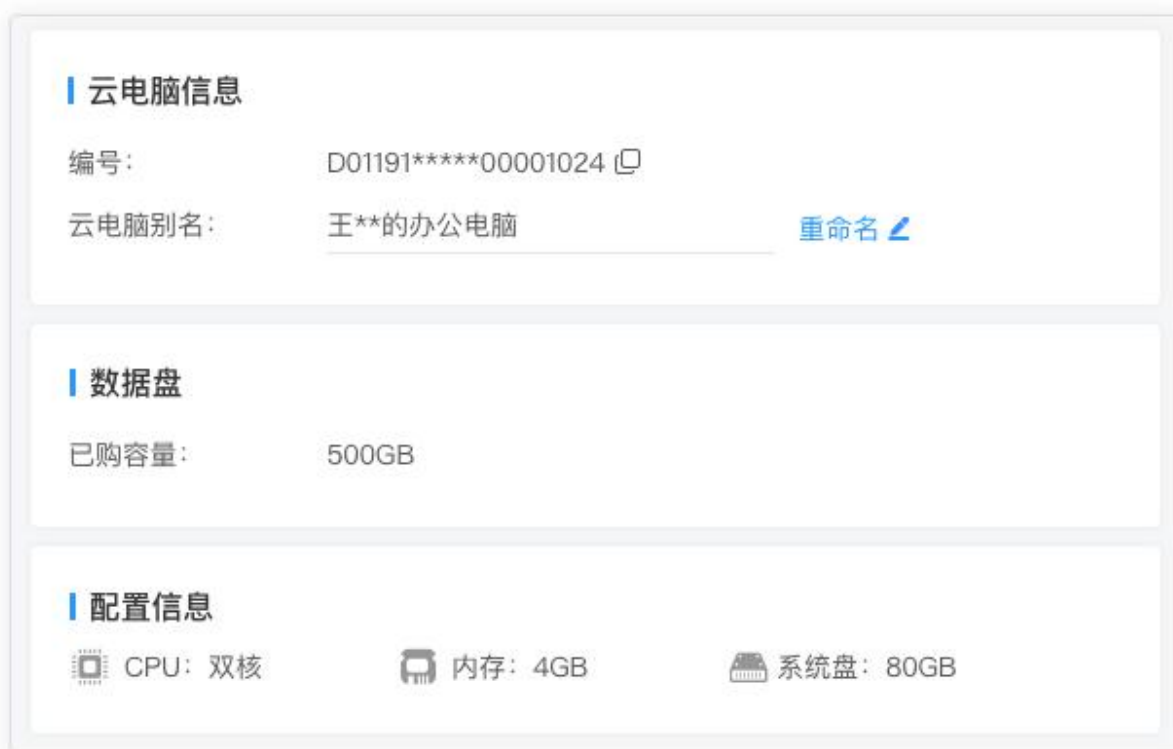 云电脑信息
编号： D01191*****00001024
云电脑别名： 王**的办公电脑 重命名
数据盘
已购容量： 500GB
配置信息
CPU：双核 内存：4GB 系统盘：80GB